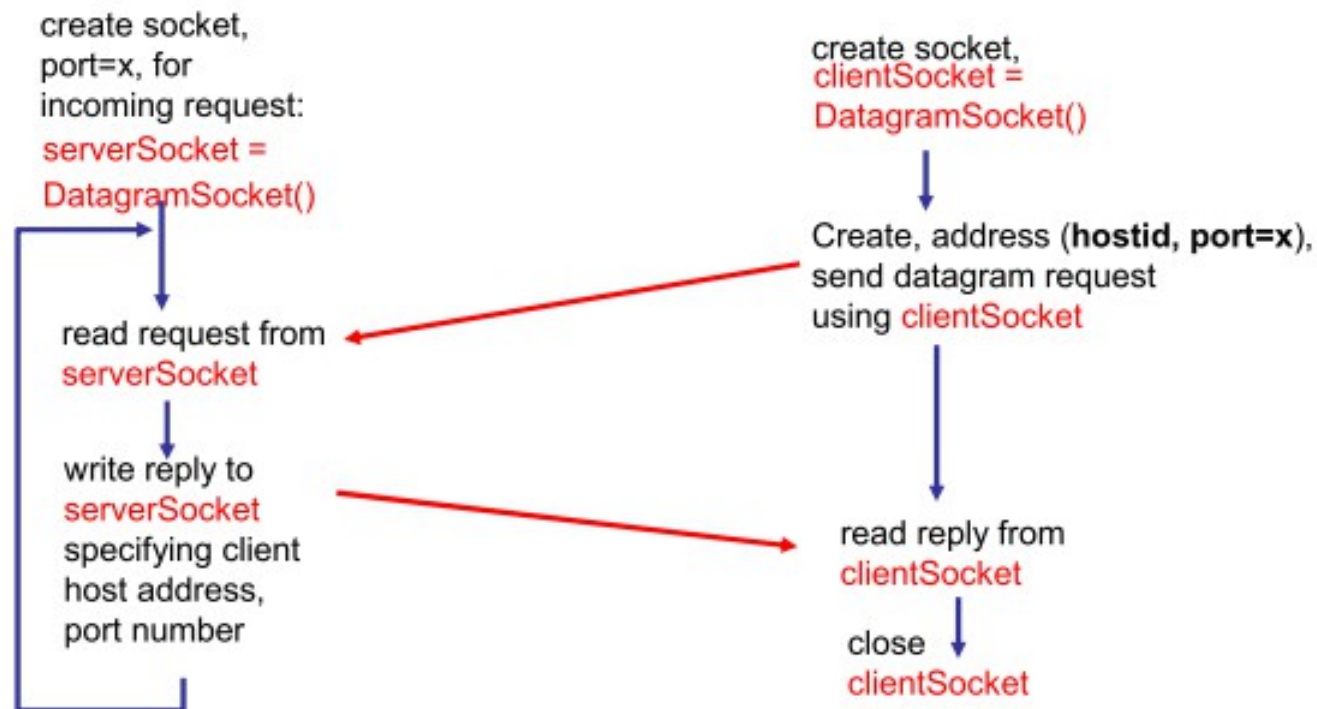 create socket,
port=x, for
incoming request:
serverSocket =
DatagramSocket()
read request from
serverSocket
write reply to
serverSocket
specifying client
host address,
port number
create socket,
clientSocket =
DatagramSocket()
Create, address (hostid, port=x),
send datagram request
using clientSocket
read reply from
clientSocket
close
clientSocket